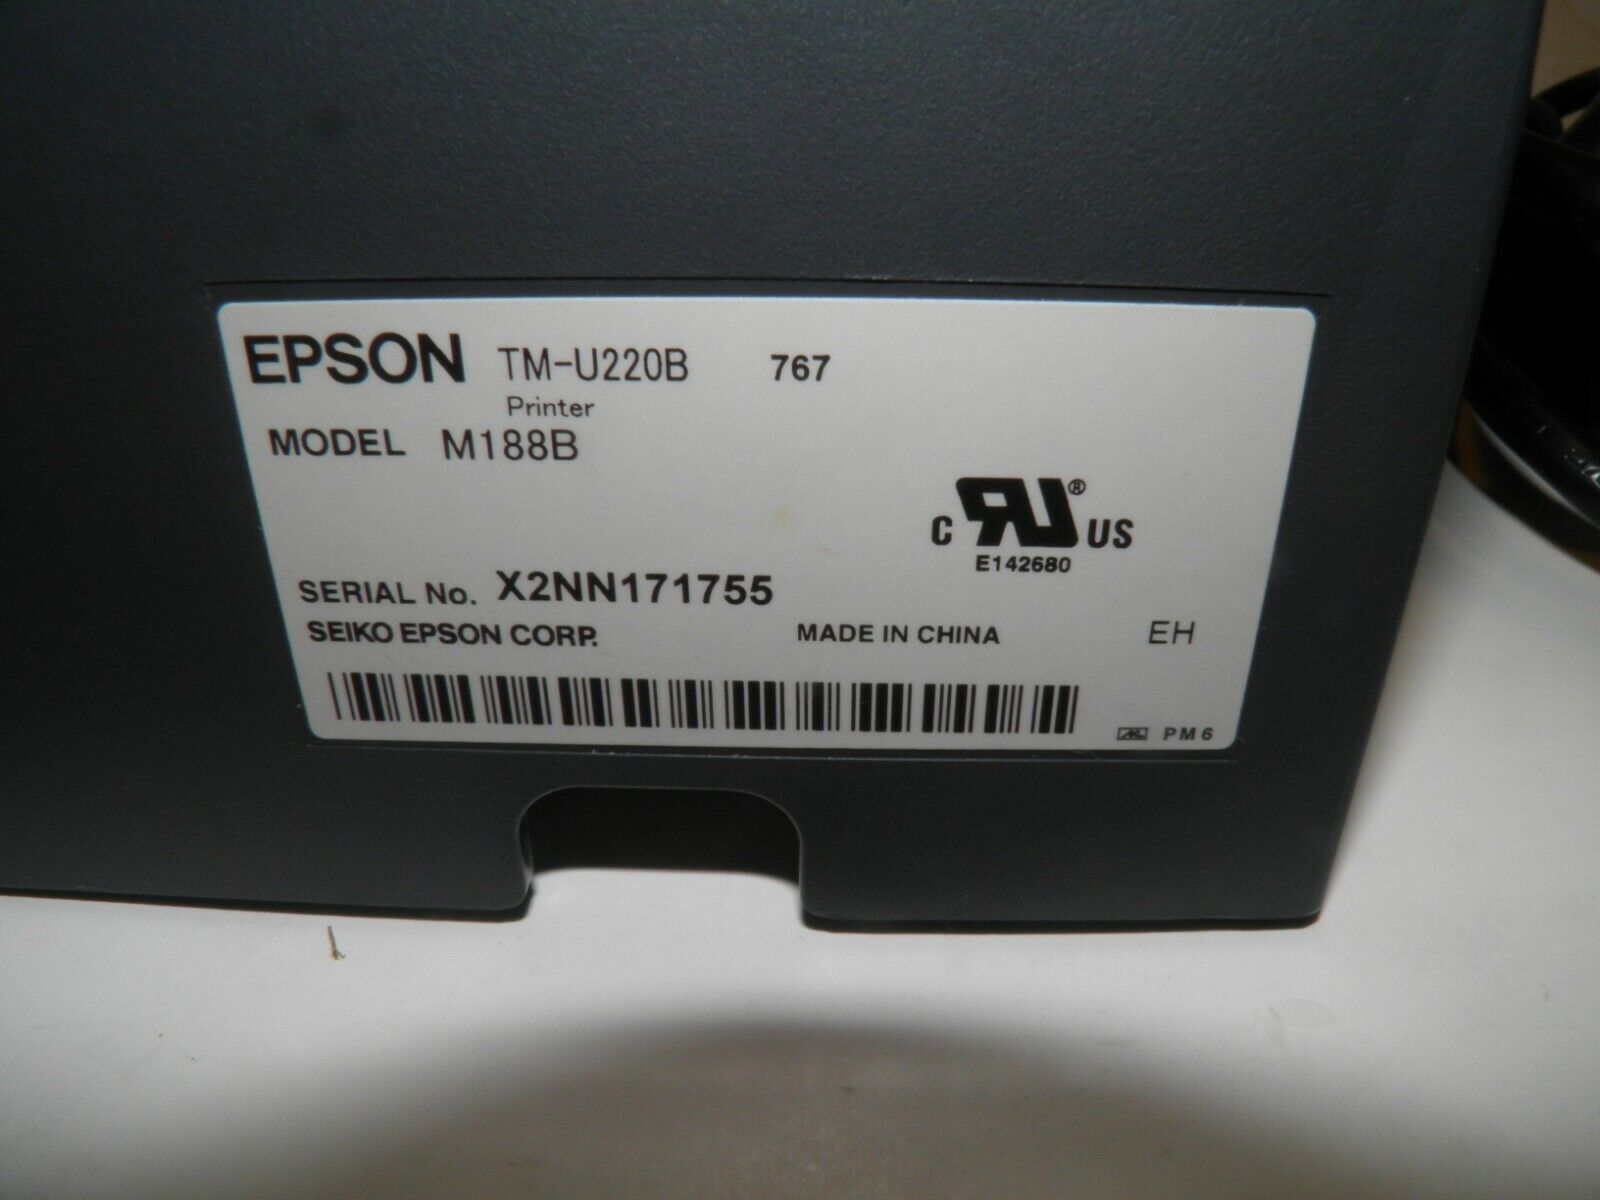 EPSON TM-U220B 767
Printer
MODEL M188B
C RU® US
E142680
SERIAL No. X2NN171755
SEIKO EPSON CORP. MADE IN CHINA EH
PM6